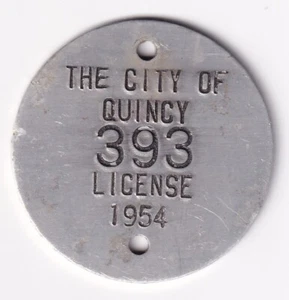 THE CITY OF
QUINCY
393
LICENSE
1954